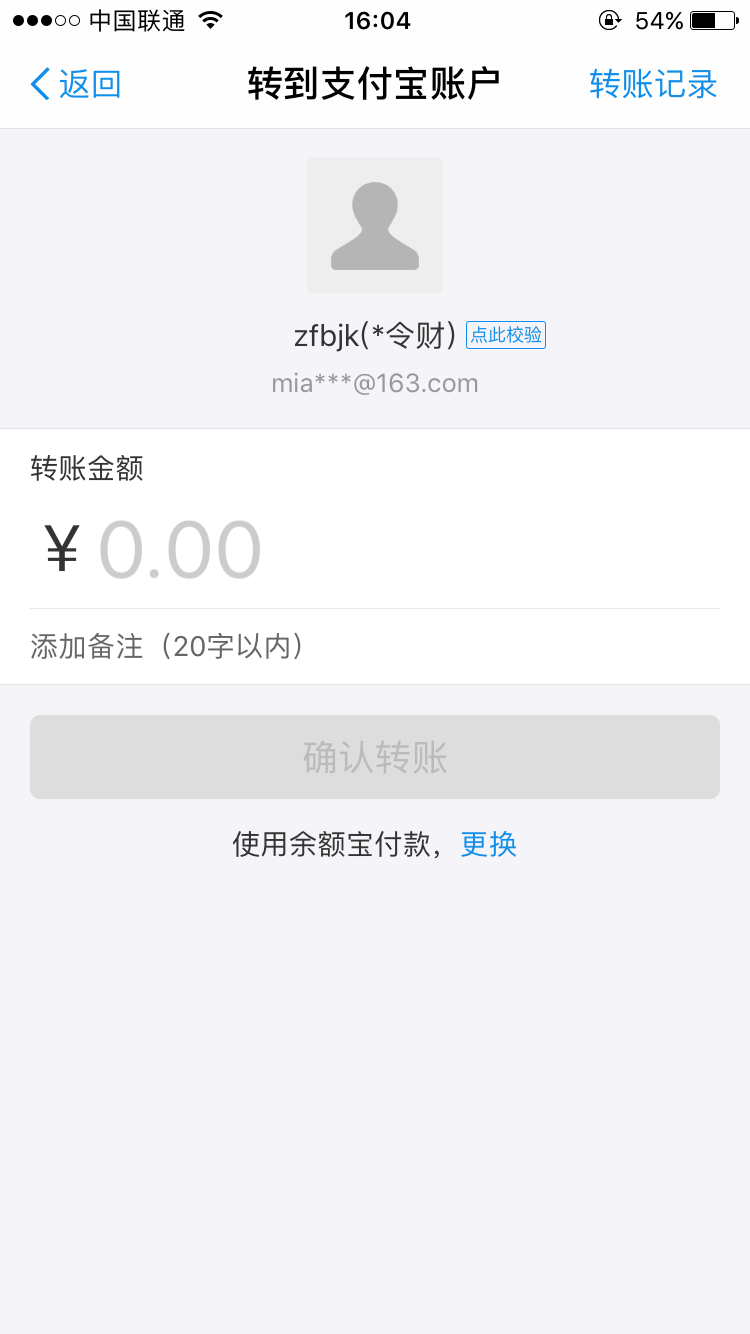 中国联通 16:04 54%
返回 转到支付宝账户 转账记录
zfbjk(*令财) 点此校验
mia***@163.com
转账金额
¥ 0.00
添加备注（20字以内）
确认转账
使用余额宝付款，更换